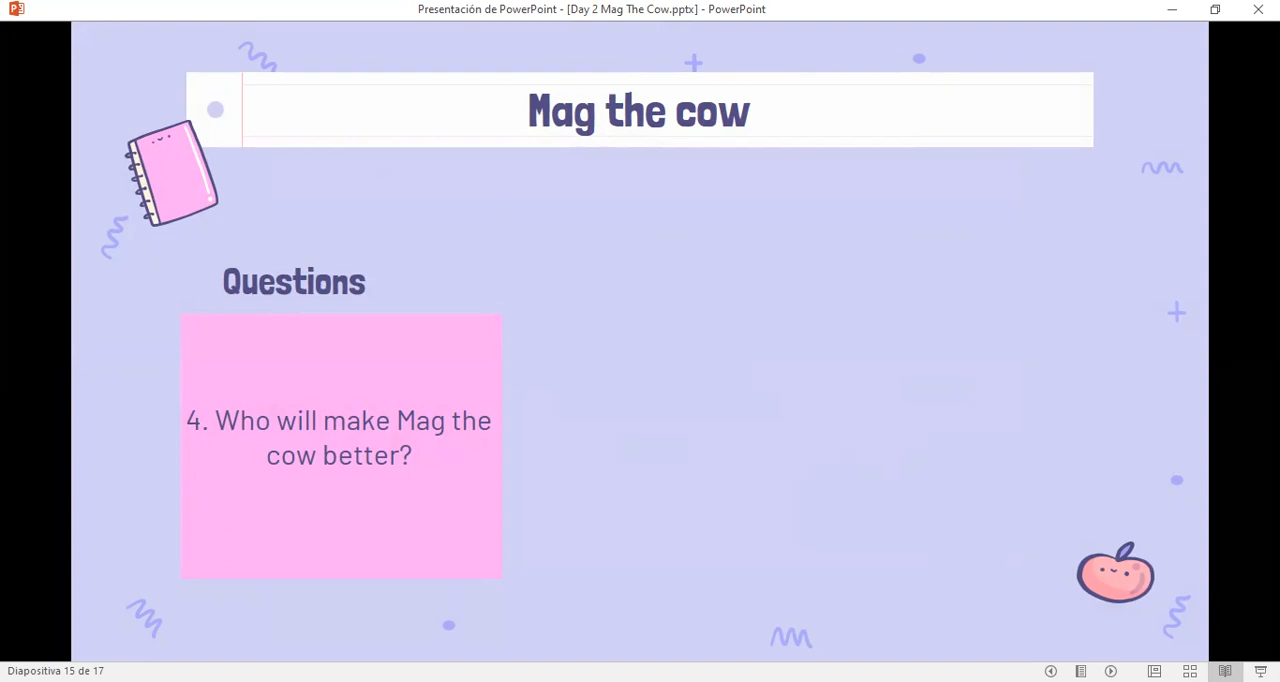 Presentación de PowerPoint - [Day 2 Mag The Cow.pptx] - PowerPoint
Mag the cow
Questions
4. Who will make Mag the
cow better?
Diapositiva 15 de 17